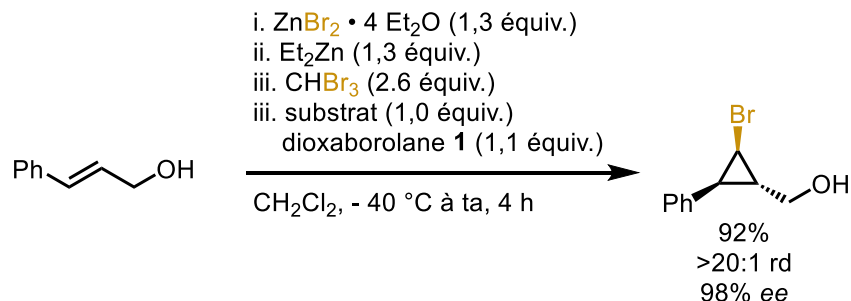 i. ZnBr₂ • 4 Et₂O (1,3 équiv.)
ii. Et₂Zn (1,3 équiv.)
iii. CHBr₃ (2.6 équiv.)
iii. substrat (1,0 équiv.)
dioxaborolane 1 (1,1 équiv.)
Ph
OH
CH₂Cl₂, - 40 °C à ta, 4 h
Br
Ph
OH
92%
>20:1 rd
98% ee